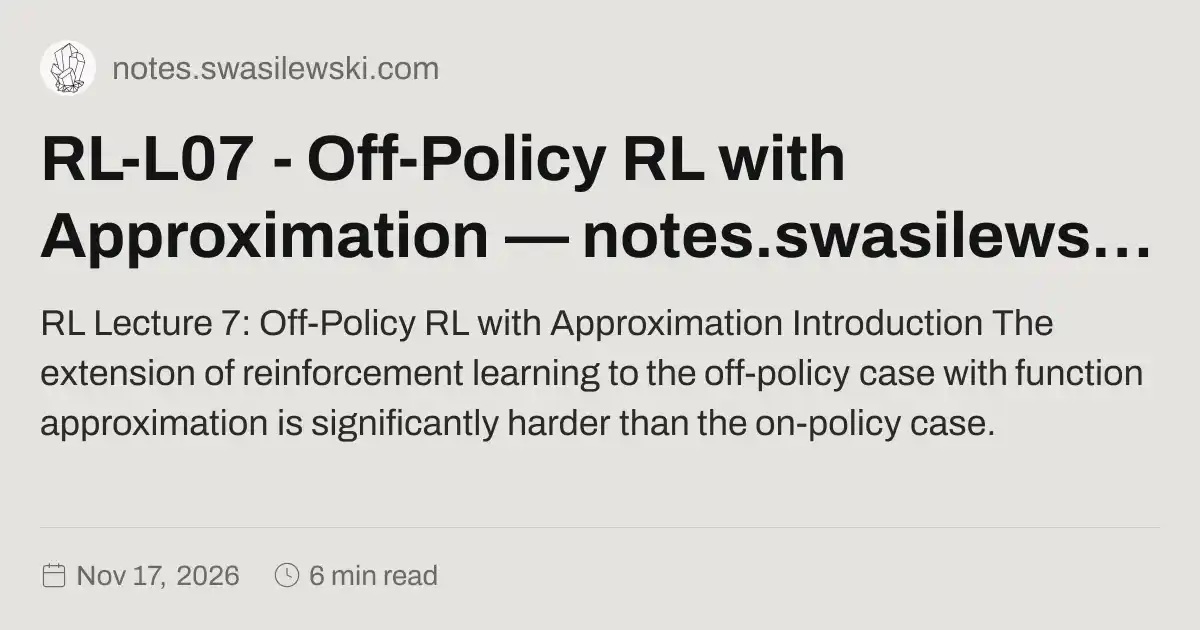 notes.swasilewski.com
RL-L07 - Off-Policy RL with
Approximation — notes.swasilews…
RL Lecture 7: Off-Policy RL with Approximation Introduction The
extension of reinforcement learning to the off-policy case with function
approximation is significantly harder than the on-policy case.
Nov 17, 2026 6 min read